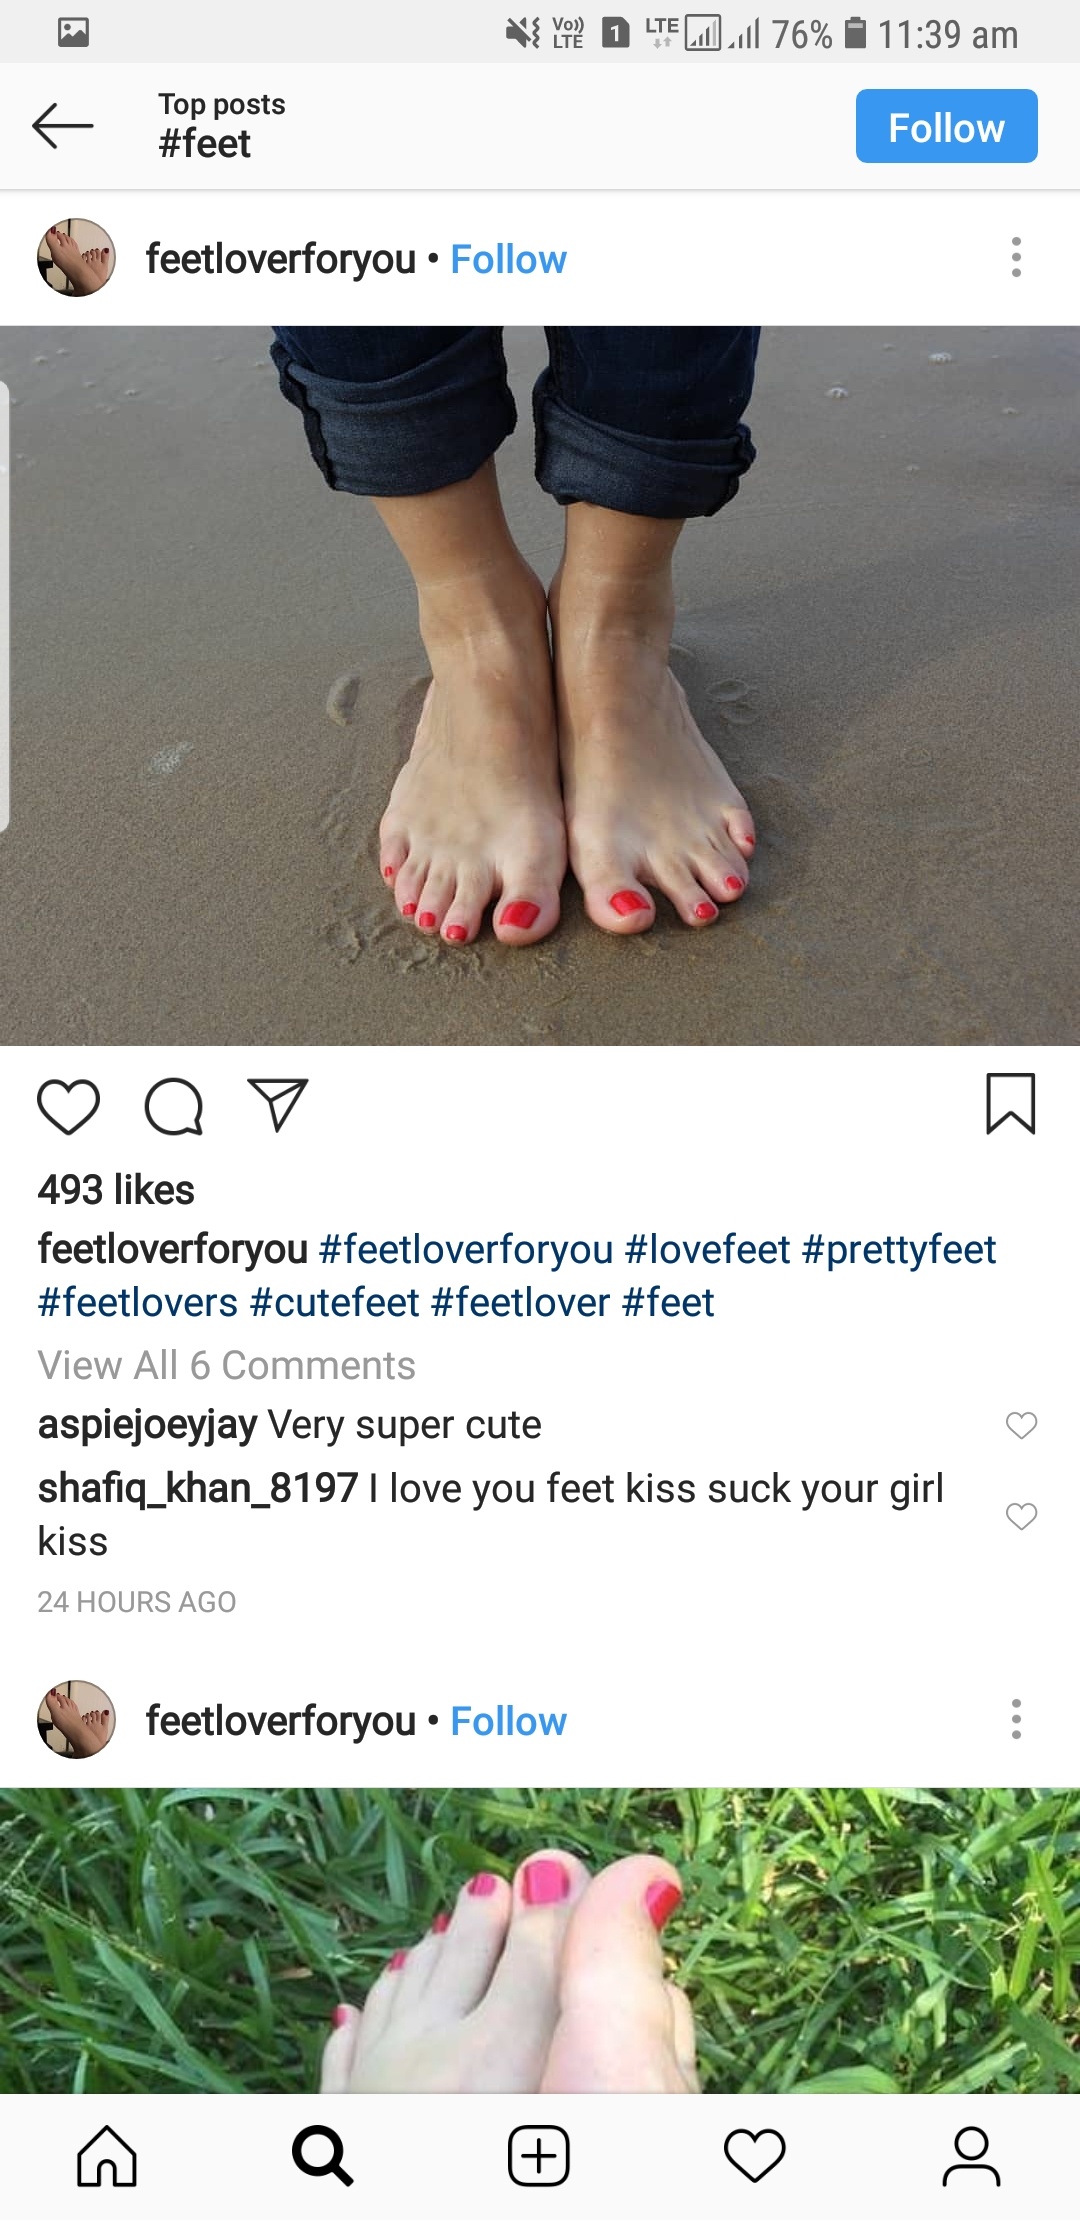 Vo)) LTE 1 LTE 76% 11:39 am
Top posts
#feet
Follow
feetloverforyou • Follow
493 likes
feetloverforyou #feetloverforyou #lovefeet #prettyfeet
#feetlovers #cutefeet #feetlover #feet
View All 6 Comments
aspiejoeyjay Very super cute
shafiq_khan_8197 I love you feet kiss suck your girl
kiss
24 HOURS AGO
feetloverforyou • Follow